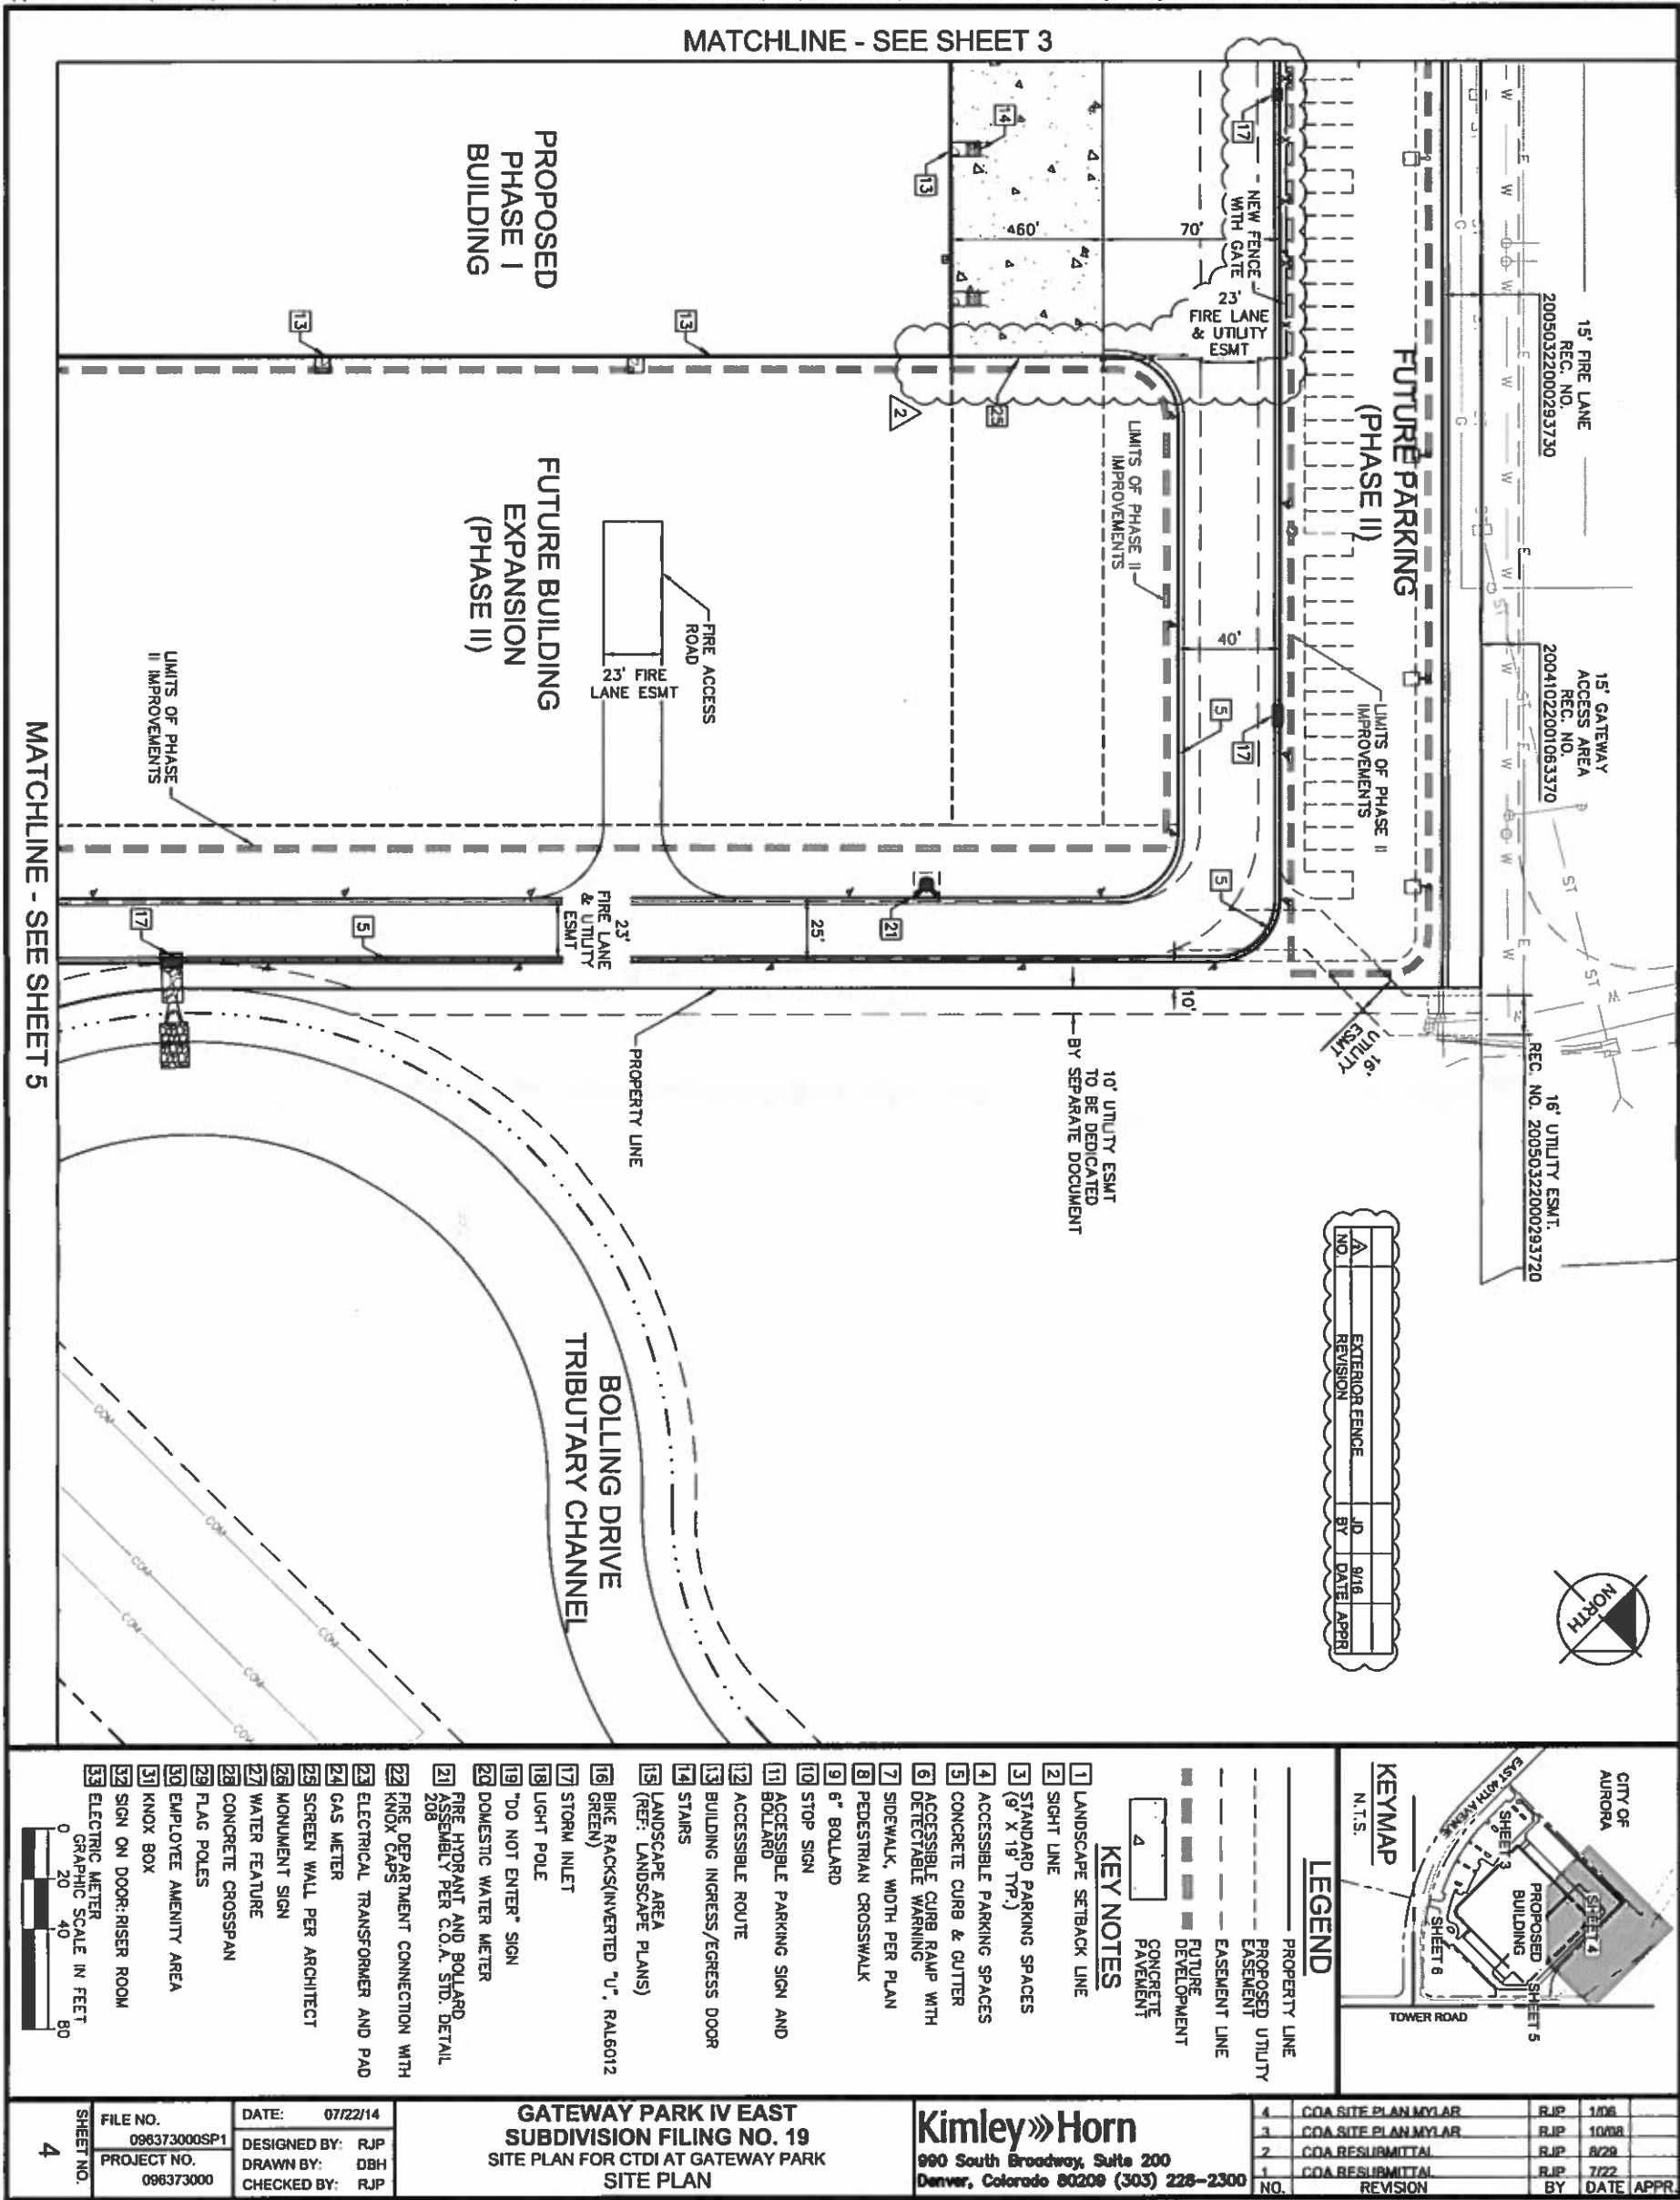 MATCHLINE - SEE SHEET 3
15' FIRE LANE
REC. NO.
2005032200029373​0
15' GATEWAY
ACCESS AREA
REC. NO.
20041022001063370
16' UTILITY ESMT.
REC. NO. 20050322000293720
FUTURE PARKING
(PHASE II)
NEW FENCE
WITH GATE
17
14
13
60'
70'
23'
FIRE LANE
& UTILITY
ESMT
PROPOSED
PHASE I
BUILDING
13
13
25
2
LIMITS OF PHASE II
IMPROVEMENTS
LIMITS OF PHASE II
IMPROVEMENTS
40'
5
17
5
FUTURE BUILDING
EXPANSION
(PHASE II)
FIRE ACCESS
ROAD
23' FIRE
LANE ESMT
LIMITS OF PHASE
II IMPROVEMENTS
17
5
23'
FIRE LANE
& UTILITY
ESMT
25'
21
10'
16'
UTILITY
ESMT
PROPERTY LINE
10' UTILITY ESMT
TO BE DEDICATED
BY SEPARATE DOCUMENT
BOLLING DRIVE
TRIBUTARY CHANNEL
MATCHLINE - SEE SHEET 5
EXTERIOR FENCE JD 9/16
NO. REVISION BY DATE APPR
NORTH
CITY OF
AURORA
EAST 40TH AVENUE
SHEET 3
SHEET 4
PROPOSED
BUILDING
SHEET 5
SHEET 6
TOWER ROAD
KEYMAP
N.T.S.
LEGEND
PROPERTY LINE
PROPOSED UTILITY
EASEMENT
EASEMENT LINE
FUTURE
DEVELOPMENT
CONCRETE
PAVEMENT
KEY NOTES
1 LANDSCAPE SETBACK LINE
2 SIGHT LINE
3 STANDARD PARKING SPACES
(9' X 19' TYP.)
4 ACCESSIBLE PARKING SPACES
5 CONCRETE CURB & GUTTER
6 ACCESSIBLE CURB RAMP WITH
DETECTABLE WARNING
7 SIDEWALK, WIDTH PER PLAN
8 PEDESTRIAN CROSSWALK
9 6" BOLLARD
10 STOP SIGN
11 ACCESSIBLE PARKING SIGN AND
BOLLARD
12 ACCESSIBLE ROUTE
13 BUILDING INGRESS/EGRESS DOOR
14 STAIRS
15 LANDSCAPE AREA
(REF: LANDSCAPE PLANS)
16 BIKE RACKS(INVERTED "U", RAL6012
GREEN)
17 STORM INLET
18 LIGHT POLE
19 "DO NOT ENTER" SIGN
20 DOMESTIC WATER METER
21 FIRE HYDRANT AND BOLLARD
ASSEMBLY PER C.O.A. STD. DETAIL
208
22 FIRE DEPARTMENT CONNECTION WITH
KNOX CAPS
23 ELECTRICAL TRANSFORMER AND PAD
24 GAS METER
25 SCREEN WALL PER ARCHITECT
26 MONUMENT SIGN
27 WATER FEATURE
28 CONCRETE CROSSPAN
29 FLAG POLES
30 EMPLOYEE AMENITY AREA
31 KNOX BOX
32 SIGN ON DOOR: RISER ROOM
33 ELECTRIC METER
GRAPHIC SCALE IN FEET
0 20 40 80
SHEET NO.
4
FILE NO.
096373000SP1
PROJECT NO.
096373000
DATE: 07/22/14
DESIGNED BY: RJP
DRAWN BY: DBH
CHECKED BY: RJP
GATEWAY PARK IV EAST
SUBDIVISION FILING NO. 19
SITE PLAN FOR CTDI AT GATEWAY PARK
SITE PLAN
Kimley»Horn
990 South Broadway, Suite 200
Denver, Colorado 80209 (303) 228-2300
4 COA SITE PLAN MYLAR RJP 1/06
3 COA SITE PLAN MYLAR RJP 10/08
2 COA RESUBMITTAL RJP 8/29
1 COA RESUBMITTAL RJP 7/22
NO. REVISION BY DATE APPR